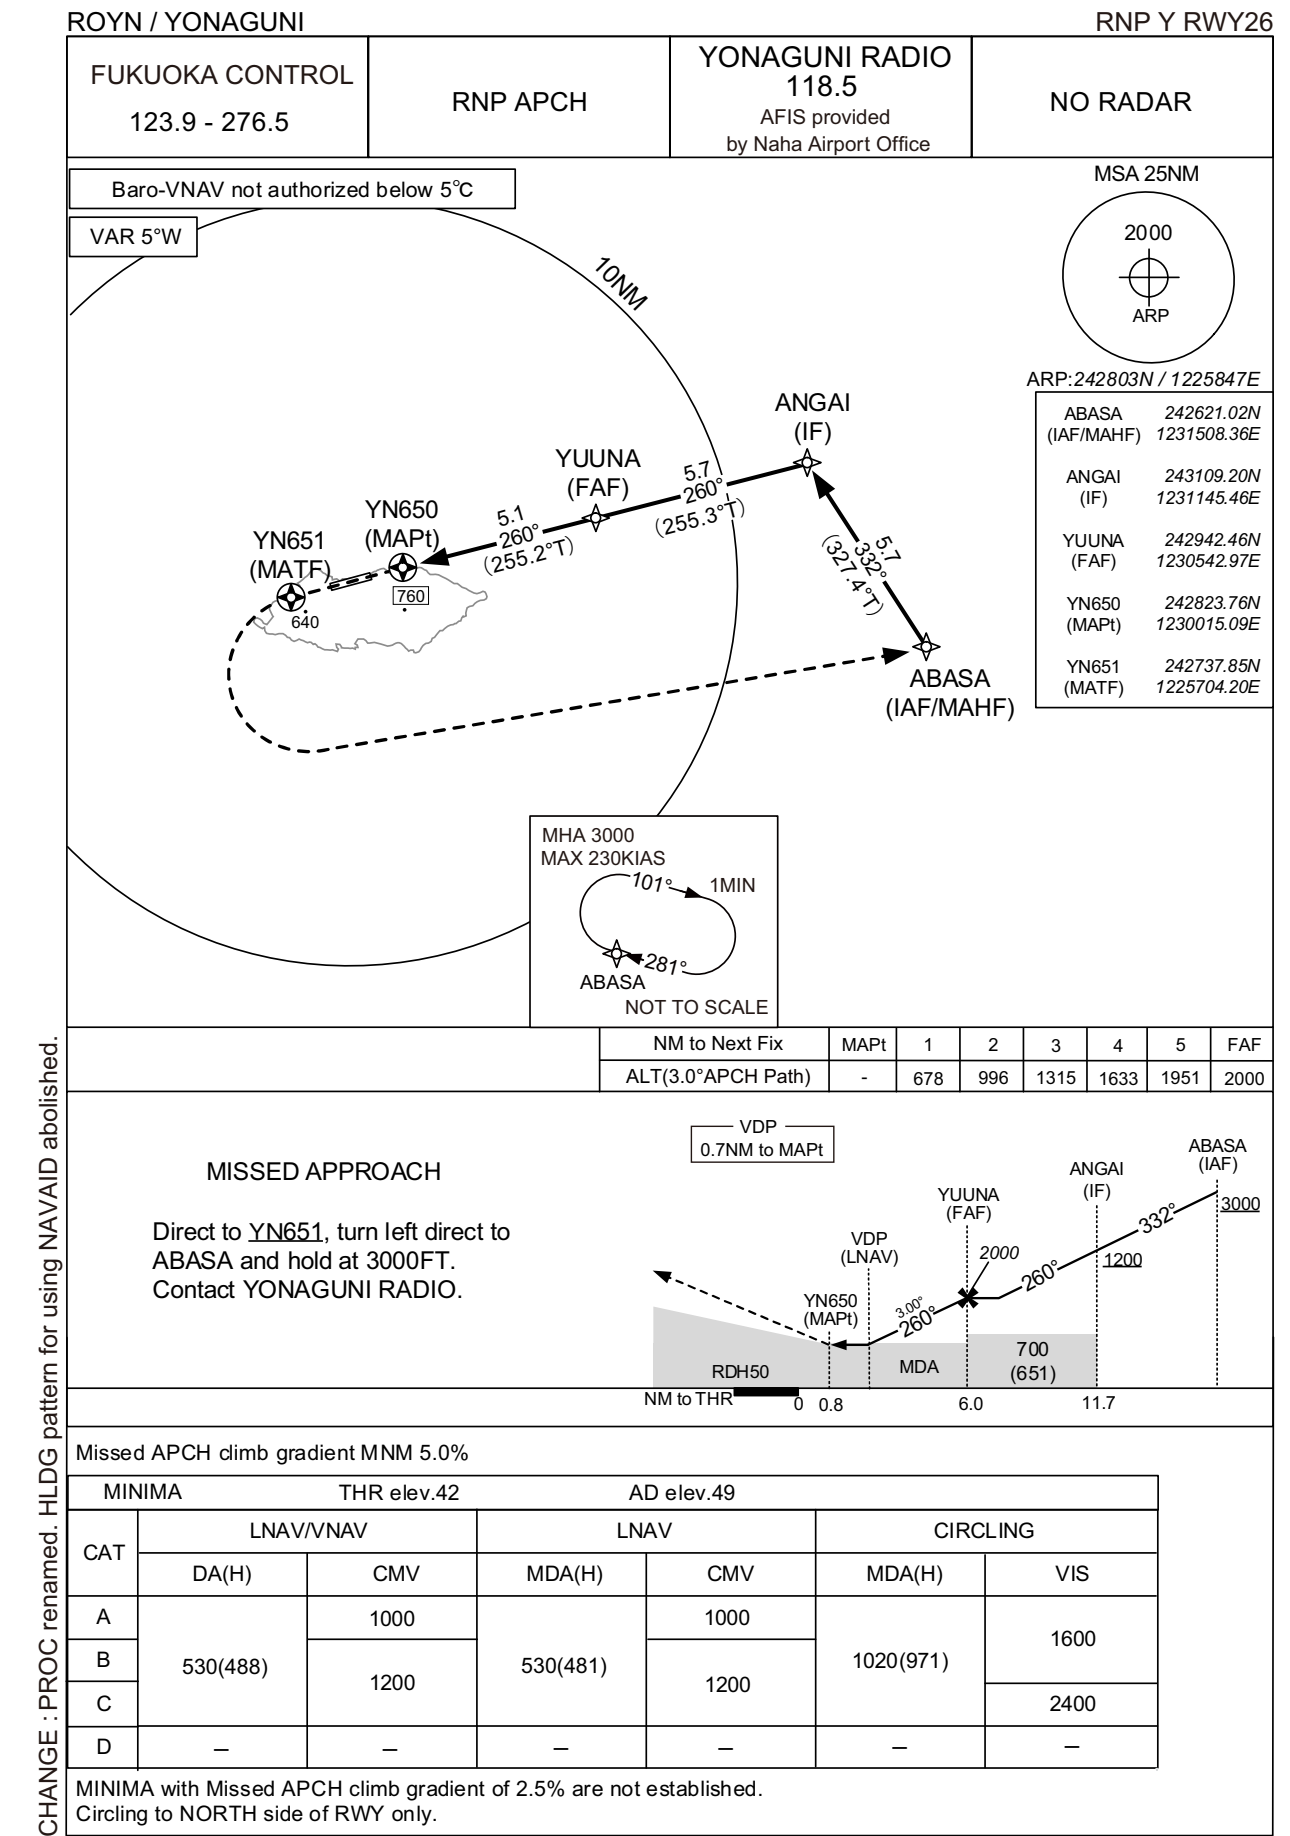 ROYN / YONAGUNI
RNP Y RWY26
FUKUOKA CONTROL
123.9 - 276.5
RNP APCH
YONAGUNI RADIO
118.5
AFIS provided
by Naha Airport Office
NO RADAR
Baro-VNAV not authorized below 5°C
VAR 5°W
MSA 25NM
2000
ARP
ARP:242803N / 1225847E
ABASA 242621.02N
(IAF/MAHF) 1231508.36E
ANGAI 243109.20N
(IF) 1231145.46E
YUUNA 242942.46N
(FAF) 1230542.97E
YN650 242823.76N
(MAPt) 1230015.09E
YN651 242737.85N
(MATF) 1225704.20E
10NM
ANGAI
(IF)
YUUNA
(FAF)
YN650
(MAPt)
YN651
(MATF)
5.7
260°
(255.3°T)
5.1
260°
(255.2°T)
5.7
332°
(327.4°T)
760
640
ABASA
(IAF/MAHF)
MHA 3000
MAX 230KIAS
101°
1MIN
281°
ABASA
NOT TO SCALE
NM to Next Fix MAPt 1 2 3 4 5 FAF
ALT(3.0°APCH Path) - 678 996 1315 1633 1951 2000
MISSED APPROACH
Direct to YN651, turn left direct to
ABASA and hold at 3000FT.
Contact YONAGUNI RADIO.
VDP
0.7NM to MAPt
ABASA
(IAF)
ANGAI
(IF)
YUUNA
(FAF)
VDP
(LNAV)
YN650
(MAPt)
3000
332°
1200
2000
260°
3.00°
260°
700
(651)
MDA
RDH50
NM to THR 0 0.8 6.0 11.7
Missed APCH climb gradient MNM 5.0%
MINIMA THR elev.42 AD elev.49
CAT LNAV/VNAV LNAV CIRCLING
DA(H) CMV MDA(H) CMV MDA(H) VIS
A 1000 1000
B 530(488) 1200 530(481) 1200 1020(971) 1600
C 2400
D – – – – – –
MINIMA with Missed APCH climb gradient of 2.5% are not established.
Circling to NORTH side of RWY only.
CHANGE : PROC renamed. HLDG pattern for using NAVAID abolished.